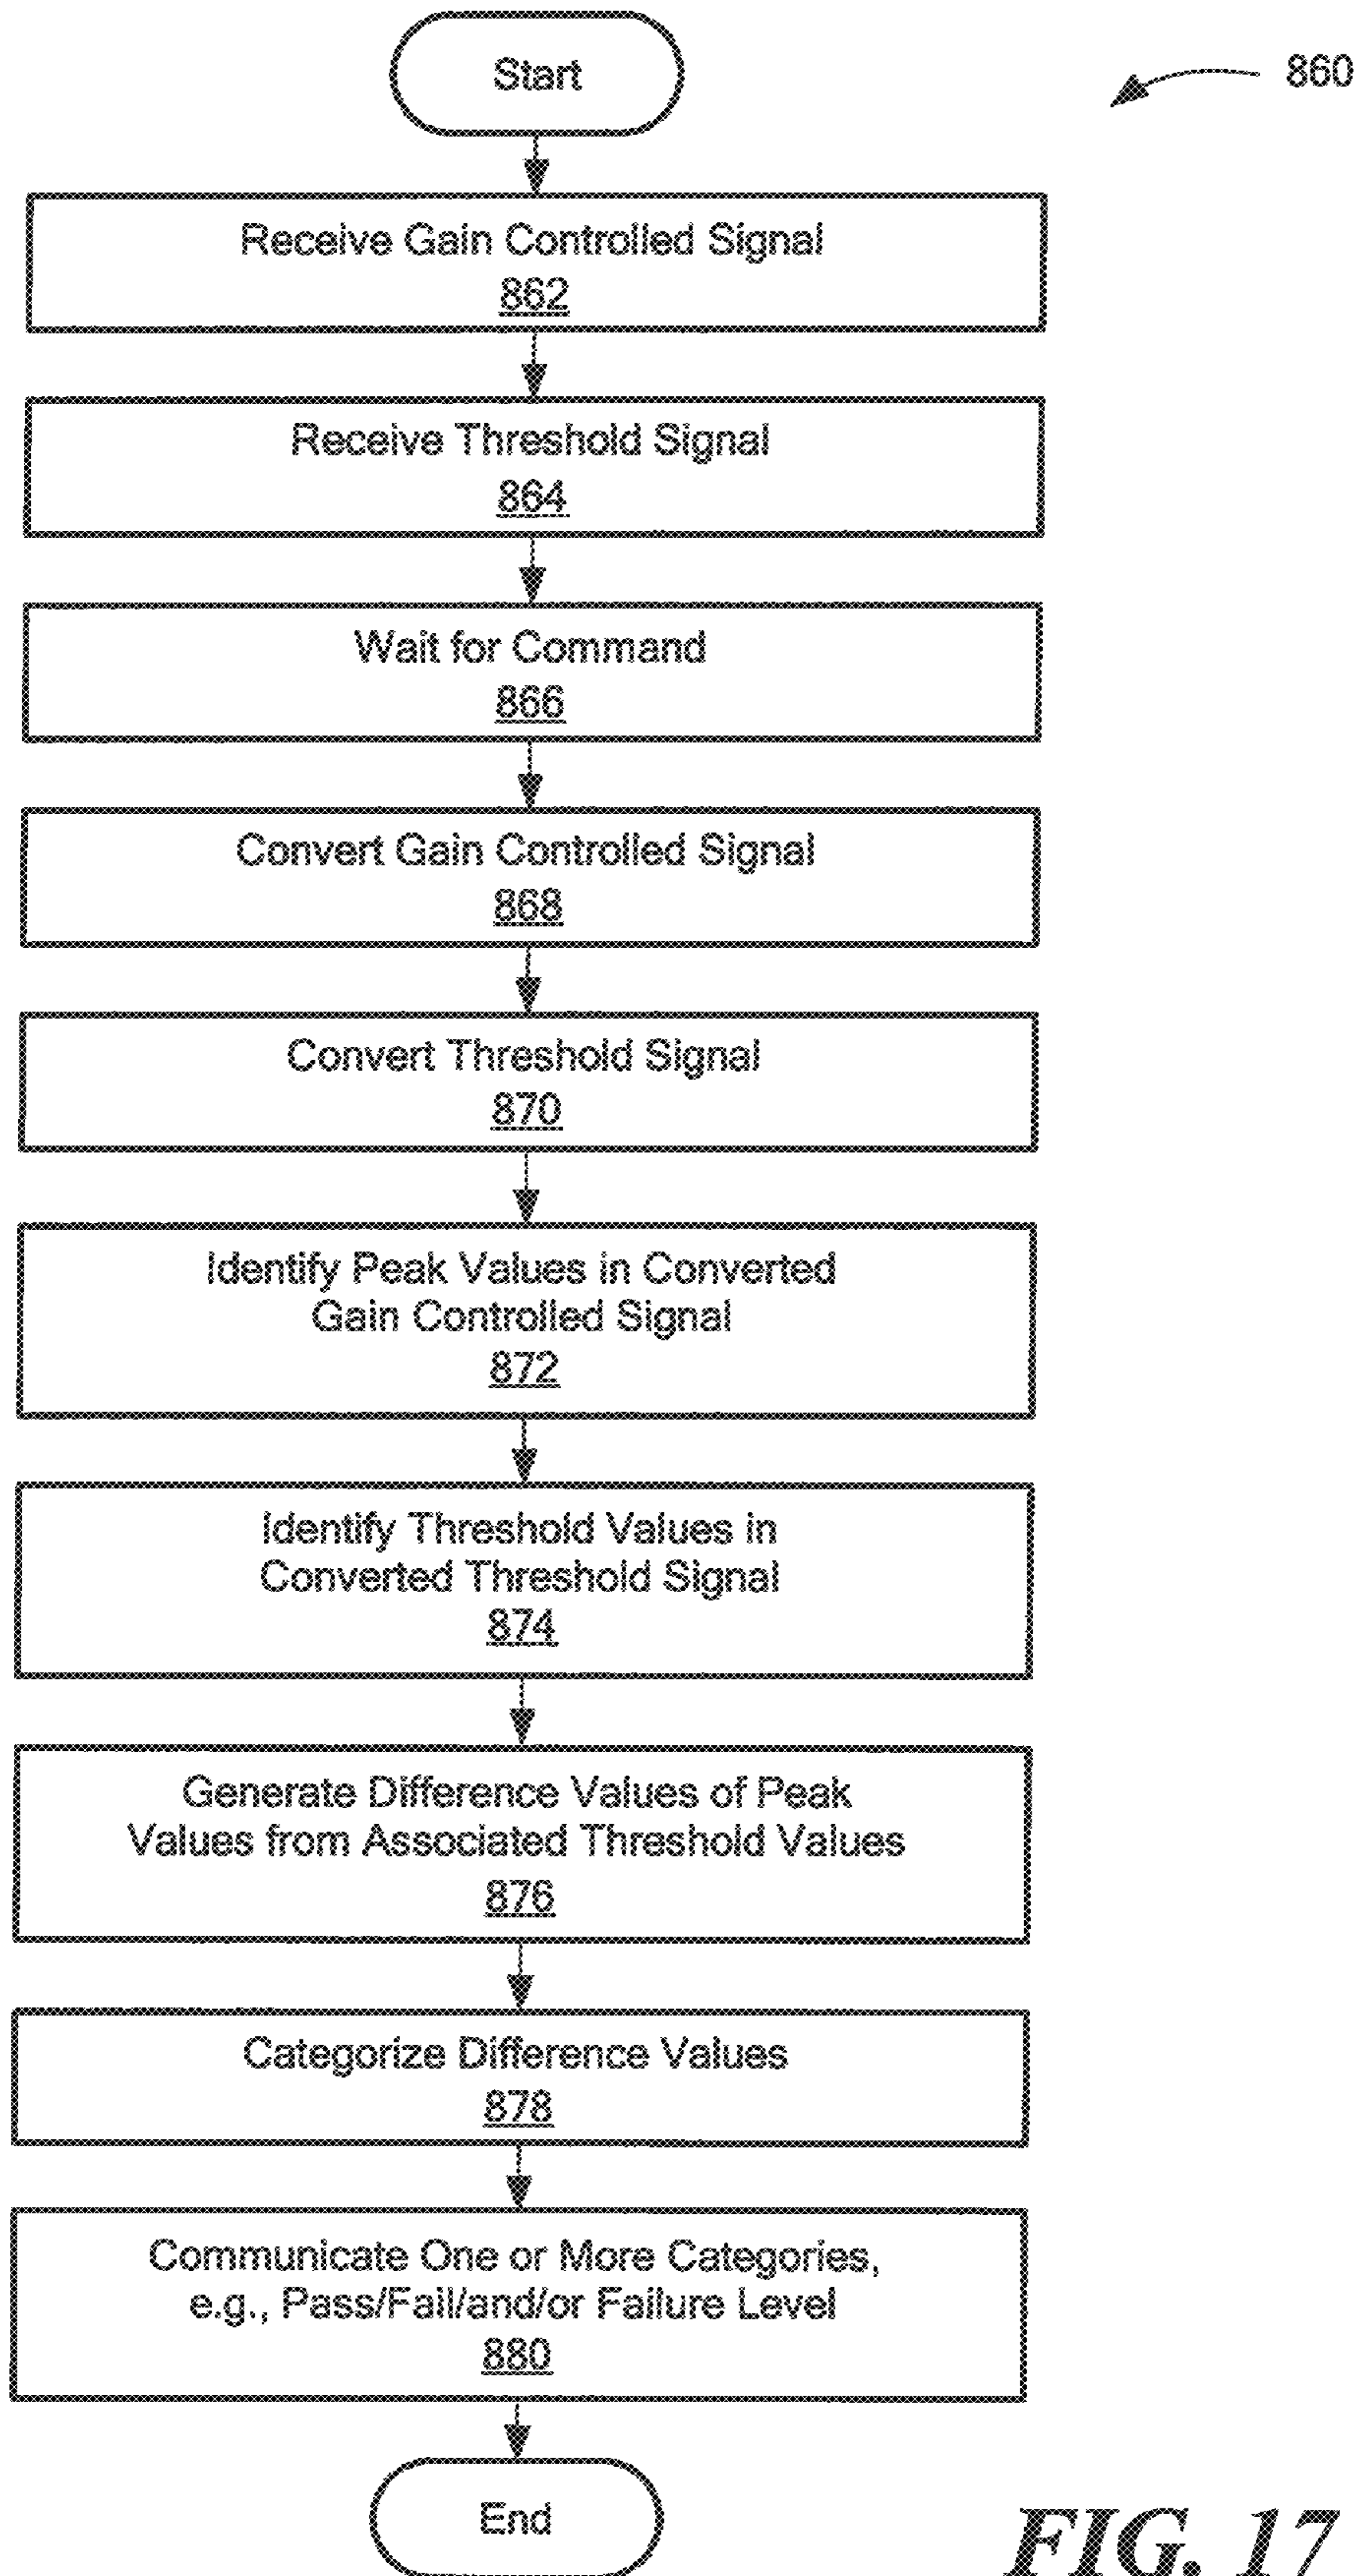 Start
860
Receive Gain Controlled Signal
862
Receive Threshold Signal
864
Wait for Command
866
Convert Gain Controlled Signal
868
Convert Threshold Signal
870
Identify Peak Values in Converted
Gain Controlled Signal
872
Identify Threshold Values in
Converted Threshold Signal
874
Generate Difference Values of Peak
Values from Associated Threshold Values
876
Categorize Difference Values
878
Communicate One or More Categories,
e.g., Pass/Fail/and/or Failure Level
880
End
FIG. 17